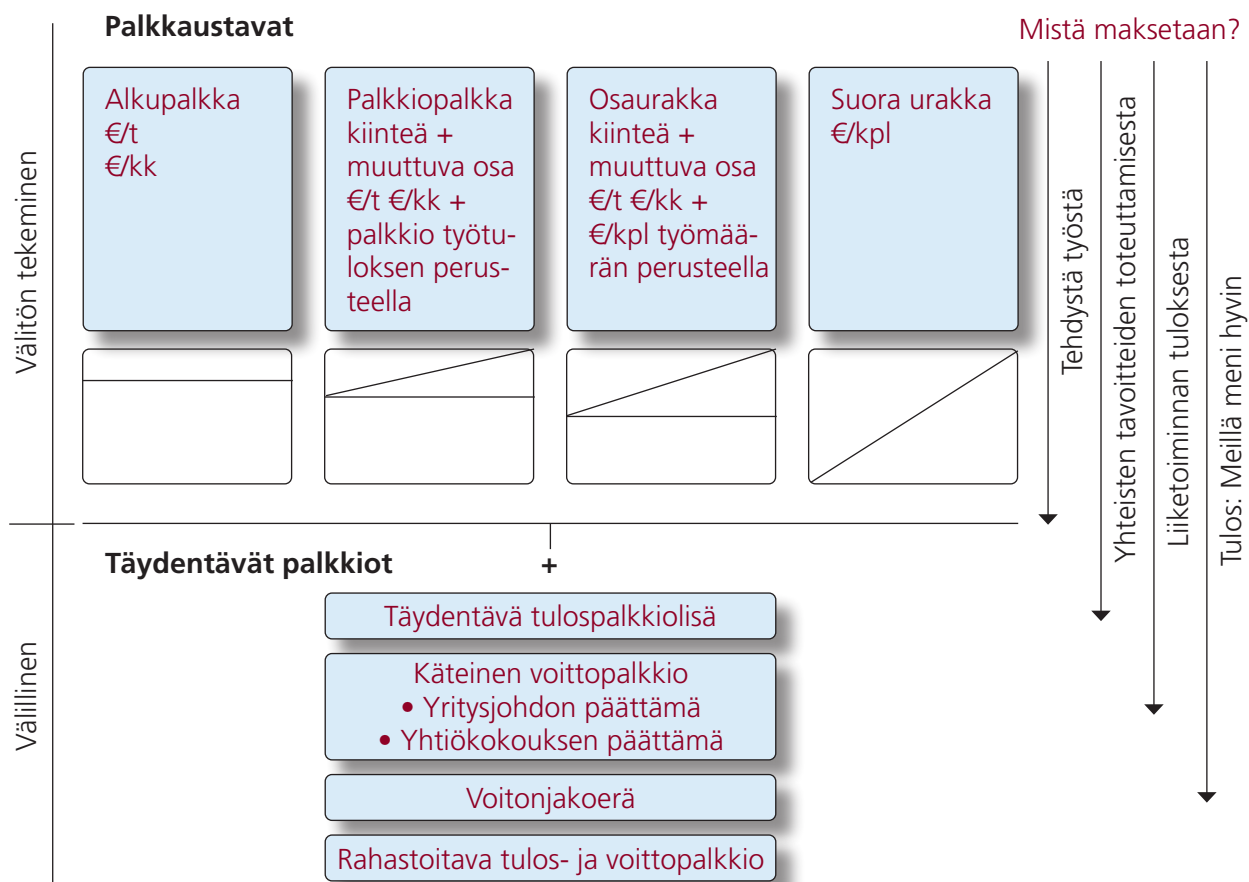 Palkkaustavat
Mistä maksetaan?
Välitön tekeminen
Alkupalkka
€/t
€/kk
Palkkiopalkka
kiinteä +
muuttuva osa
€/t €/kk +
palkkio työtu-
loksen perus-
teella
Osaurakka
kiinteä +
muuttuva osa
€/t €/kk +
€/kpl työmää-
rän perusteella
Suora urakka
€/kpl
Tehdystä työstä
Yhteisten tavoitteiden toteuttamisesta
Liiketoiminnan tuloksesta
Tulos: Meillä meni hyvin
Välillinen
Täydentävät palkkiot
+
Täydentävä tulospalkkiolisä
Käteinen voittopalkkio
• Yritysjohdon päättämä
• Yhtiökokouksen päättämä
Voitonjakoerä
Rahastoitava tulos- ja voittopalkkio